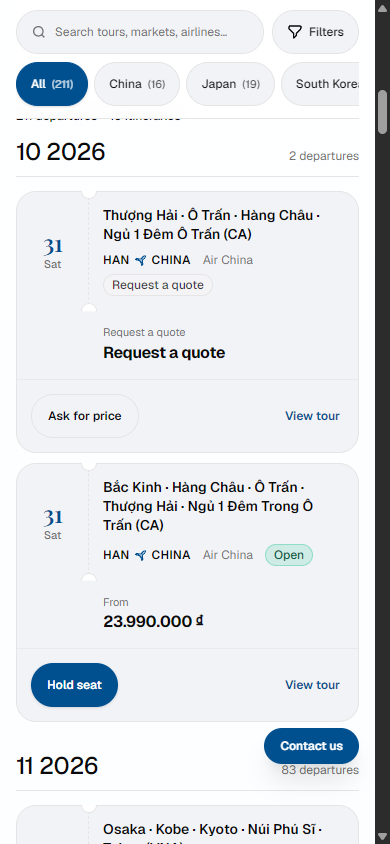 Search tours, markets, airlines...
Filters
All (211)
China (16)
Japan (19)
South Korea
10 2026
2 departures
31
Sat
Thượng Hải · Ô Trấn · Hàng Châu ·
Ngủ 1 Đêm Ô Trấn (CA)
HAN CHINA Air China
Request a quote
Request a quote
Request a quote
Ask for price
View tour
31
Sat
Bắc Kinh · Hàng Châu · Ô Trấn ·
Thượng Hải · Ngủ 1 Đêm Trong Ô
Trấn (CA)
HAN CHINA Air China Open
From
23.990.000 ₫
Hold seat
View tour
Contact us
11 2026
83 departures
Osaka · Kobe · Kyoto · Núi Phú Sĩ ·